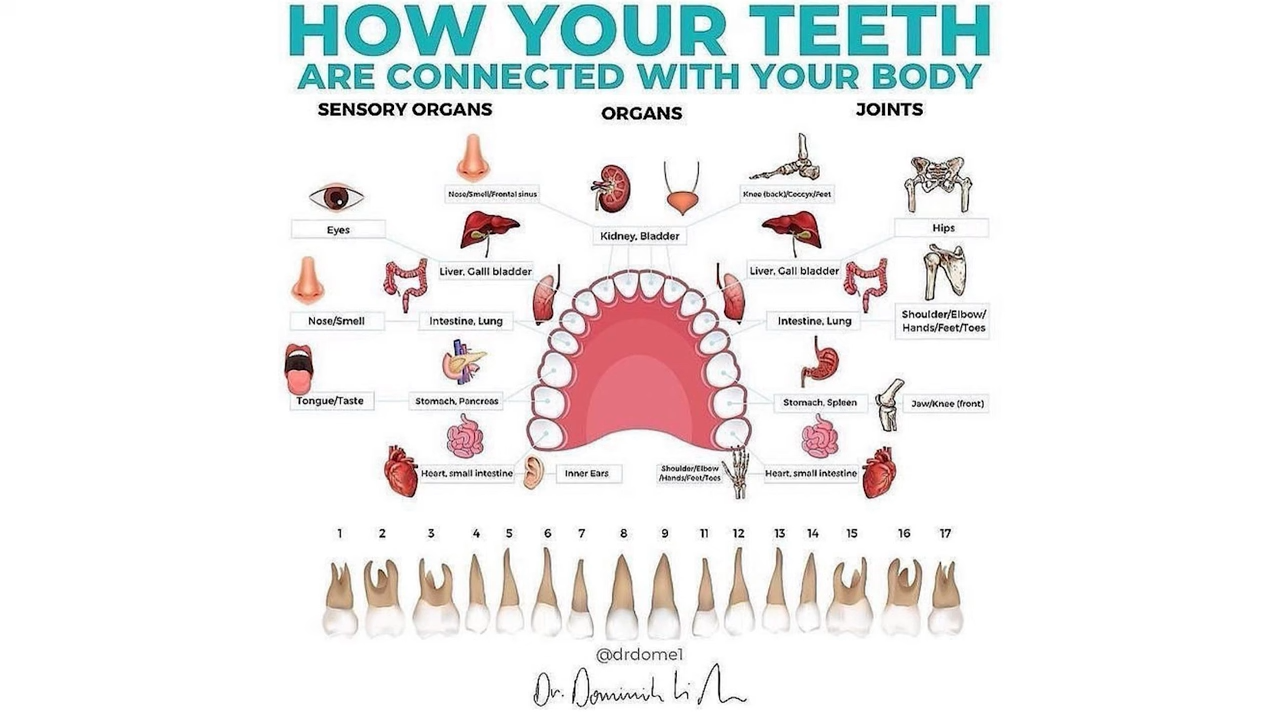 HOW YOUR TEETH
ARE CONNECTED WITH YOUR BODY
SENSORY ORGANS
ORGANS
JOINTS
Nose/Smell/Frontal sinus
Knee (back)/Coccyx/Feet
Eyes
Kidney, Bladder
Hips
Liver, Galll bladder
Liver, Gall bladder
Nose/Smell
Intestine, Lung
Intestine, Lung
Shoulder/Elbow/
Hands/Feet/Toes
Tongue/Taste
Stomach, Pancreas
Stomach, Spleen
Jaw/Knee (front)
Heart, small intestine
Inner Ears
Shoulder/Elbow
/Hands/Feet/Toes
Heart, small intestine
1 2 3 4 5 6 7 8 9 11 12 13 14 15 16 17
@drdome1
Dr. Dominik